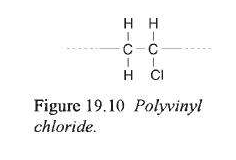 H H
C C
H Cl
Figure 19.10 Polyvinyl
chloride.